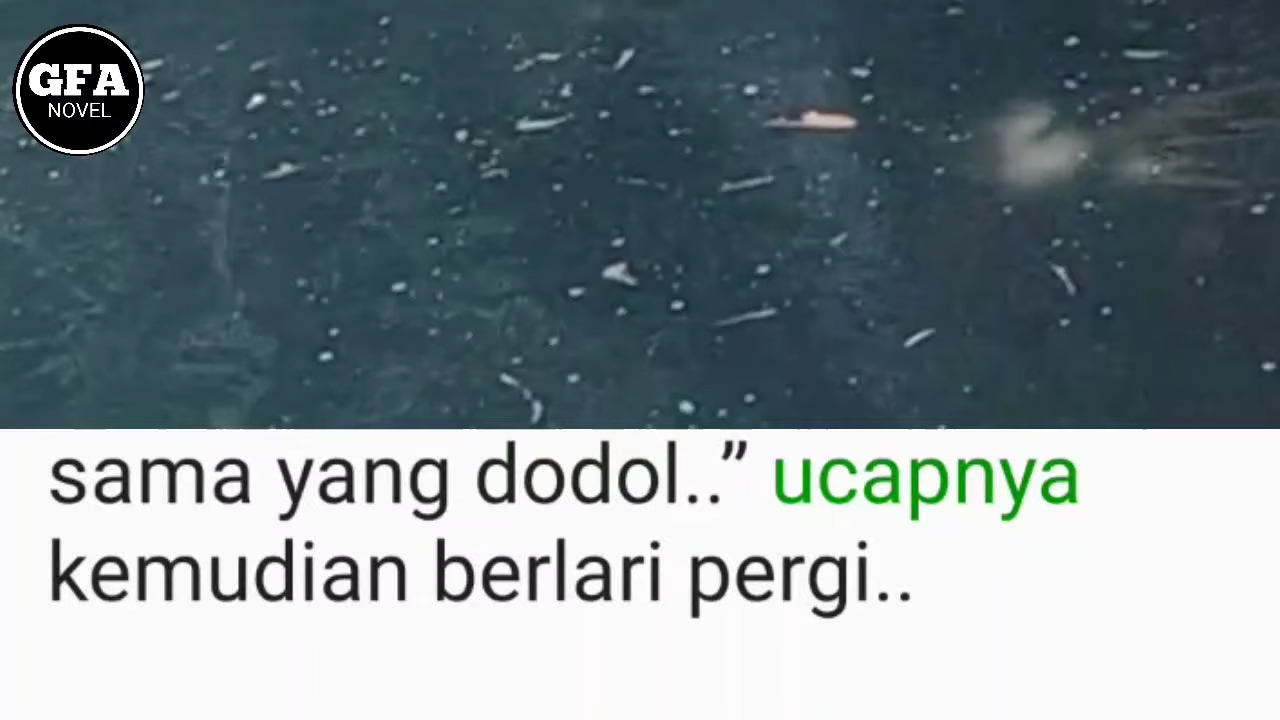 GFA
NOVEL
sama yang dodol..” ucapnya
kemudian berlari pergi..